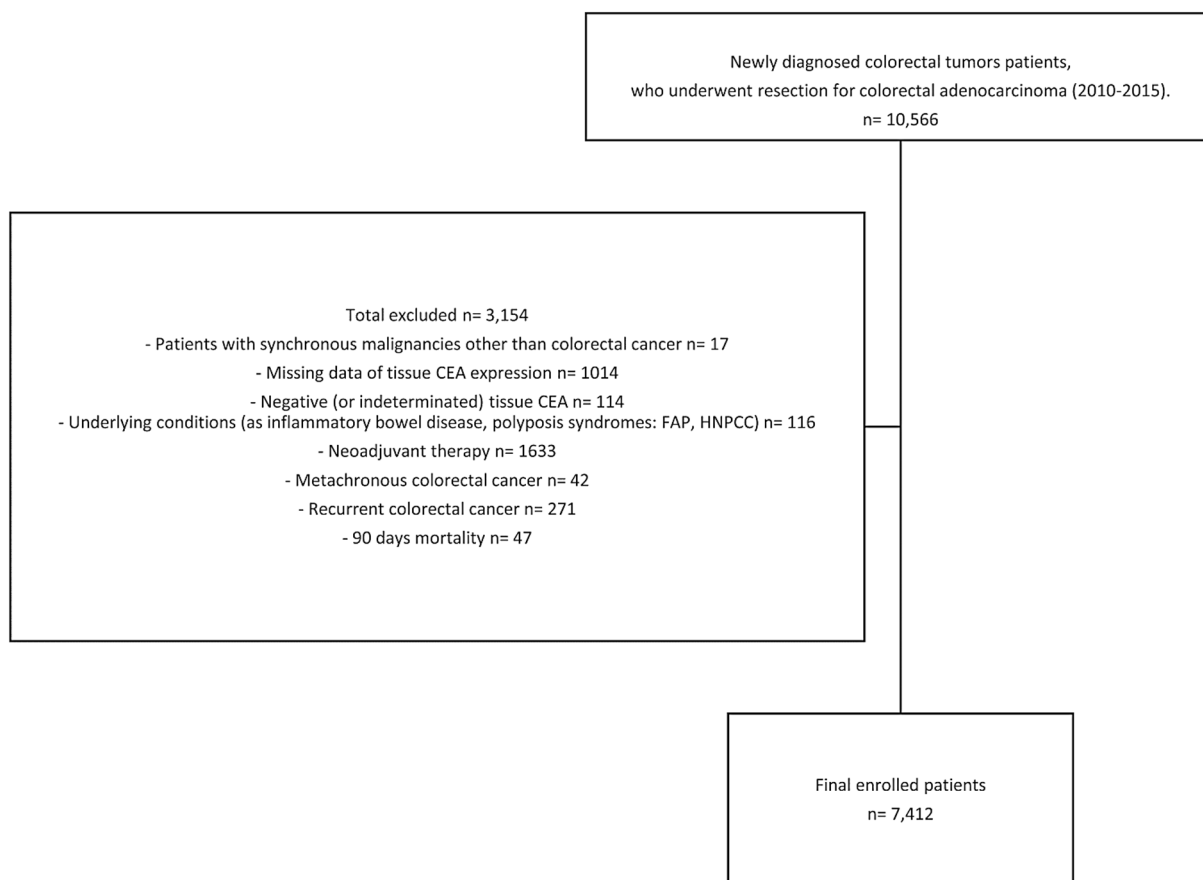 Newly diagnosed colorectal tumors patients,
who underwent resection for colorectal adenocarcinoma (2010-2015).
n= 10,566
Total excluded n= 3,154
- Patients with synchronous malignancies other than colorectal cancer n= 17
- Missing data of tissue CEA expression n= 1014
- Negative (or indeterminated) tissue CEA n= 114
- Underlying conditions (as inflammatory bowel disease, polyposis syndromes: FAP, HNPCC) n= 116
- Neoadjuvant therapy n= 1633
- Metachronous colorectal cancer n= 42
- Recurrent colorectal cancer n= 271
- 90 days mortality n= 47
Final enrolled patients
n= 7,412